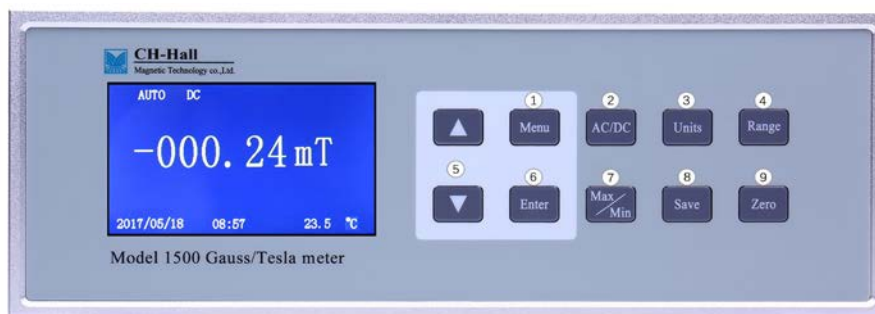 CH-Hall
Magnetic Technology co.,Ltd.
AUTO DC
-000.24 mT
2017/05/18 08:57 23.5 ℃
Model 1500 Gauss/Tesla meter
① ② ③ ④
▲ Menu AC/DC Units Range
⑤ ⑥ ⑦ ⑧ ⑨
▼ Enter Max/Min Save Zero